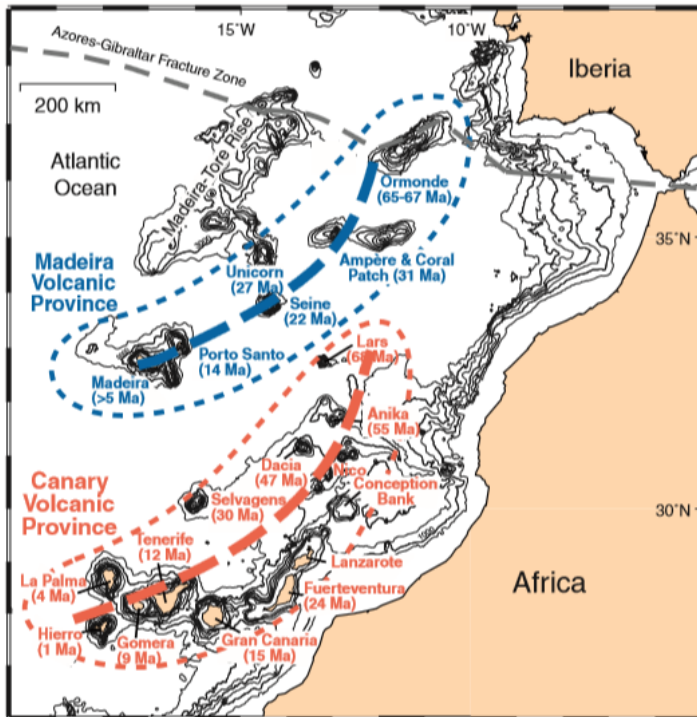 15°W
10°W
Azores-Gibraltar Fracture Zone
Iberia
200 km
Atlantic
Ocean
Madeira-Tore Rise
Ormonde
(65-67 Ma)
35°N
Madeira
Volcanic
Province
Unicorn
(27 Ma)
Ampère & Coral
Patch (31 Ma)
Seine
(22 Ma)
Porto Santo
(14 Ma)
Lars
(68 Ma)
Madeira
(>5 Ma)
Anika
(55 Ma)
Dacia
(47 Ma)
Nico
Canary
Volcanic
Province
Selvagens
(30 Ma)
Conception
Bank
30°N
Tenerife
(12 Ma)
1000
Lanzarote
La Palma
(4 Ma)
Fuerteventura
(24 Ma)
Africa
Hierro
(1 Ma)
Gomera
(9 Ma)
Gran Canaria
(15 Ma)